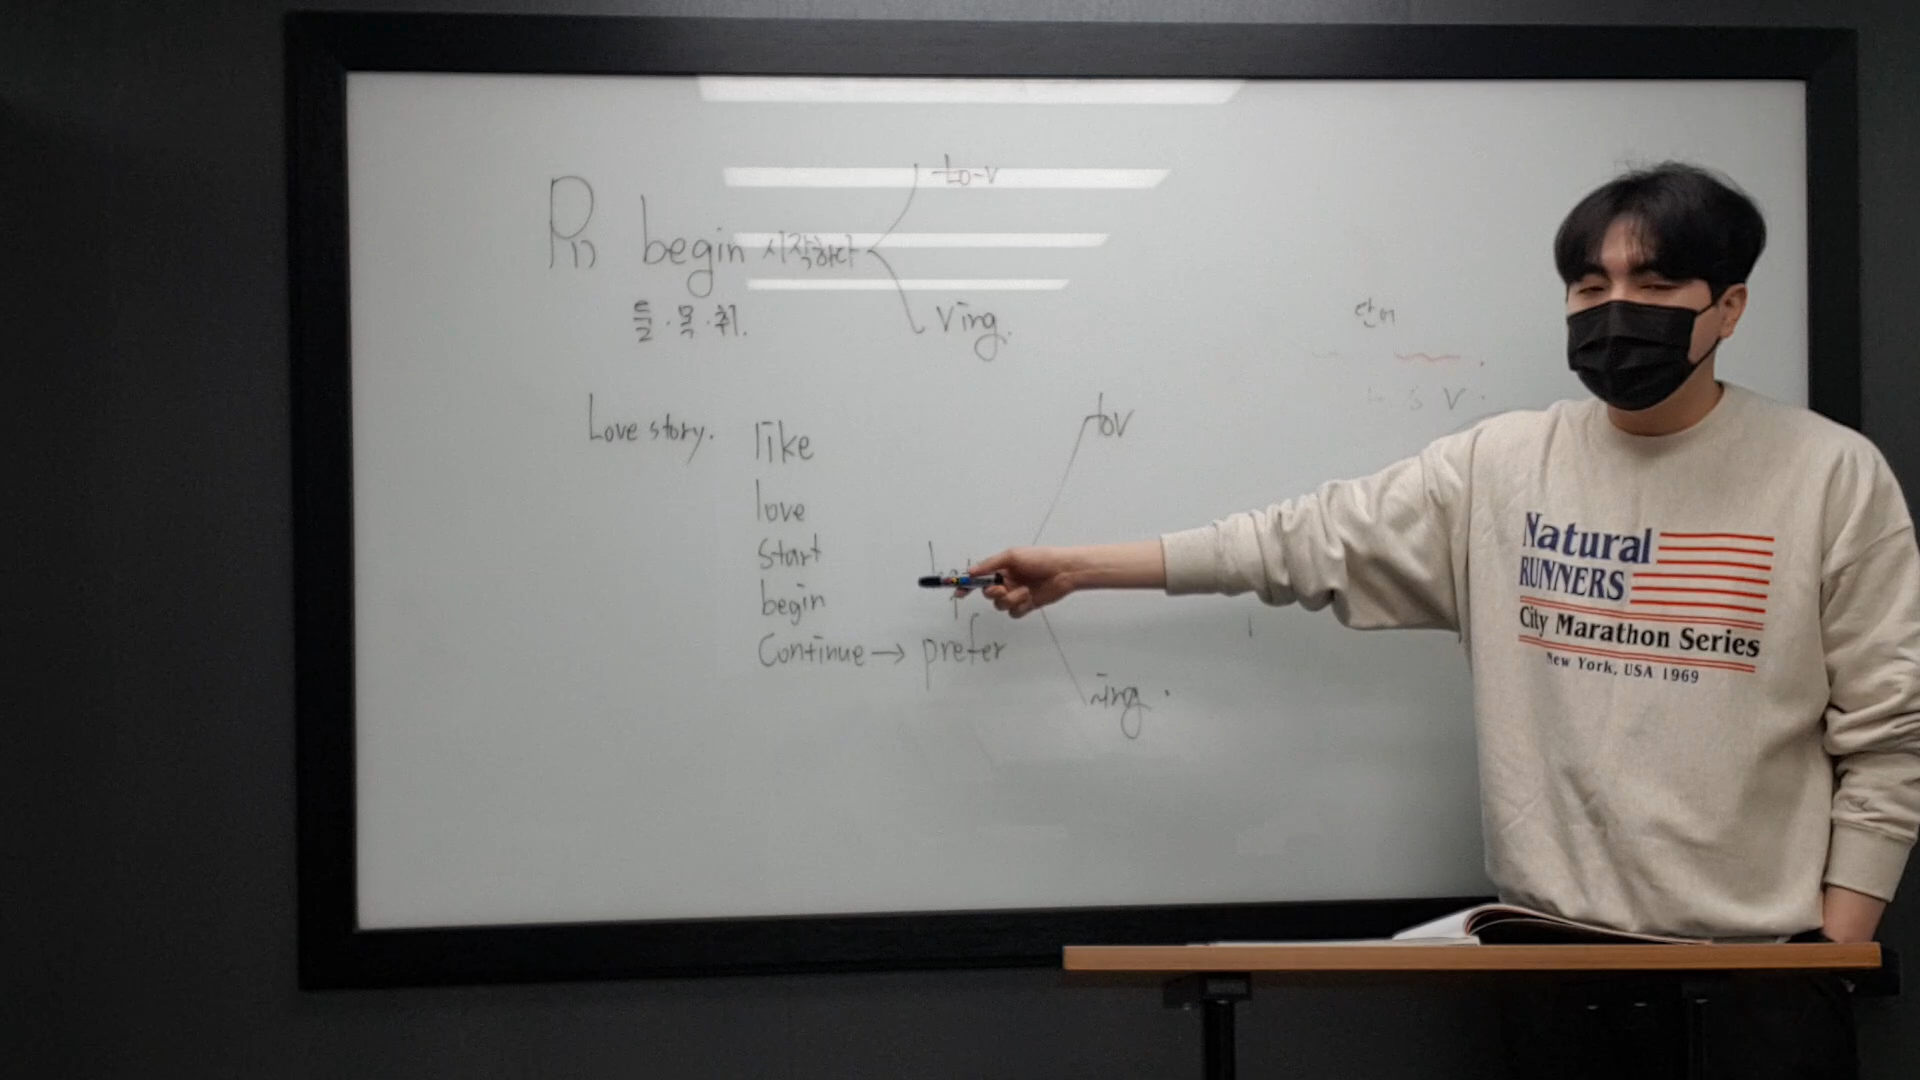 P11 begin 시작하다
to-v
Ving.
들·목·취.
단어
V.
Love story.
like
love
start
begin
Continue → prefer
toV
~ing.
Natural
RUNNERS
City Marathon Series
New York, USA 1969